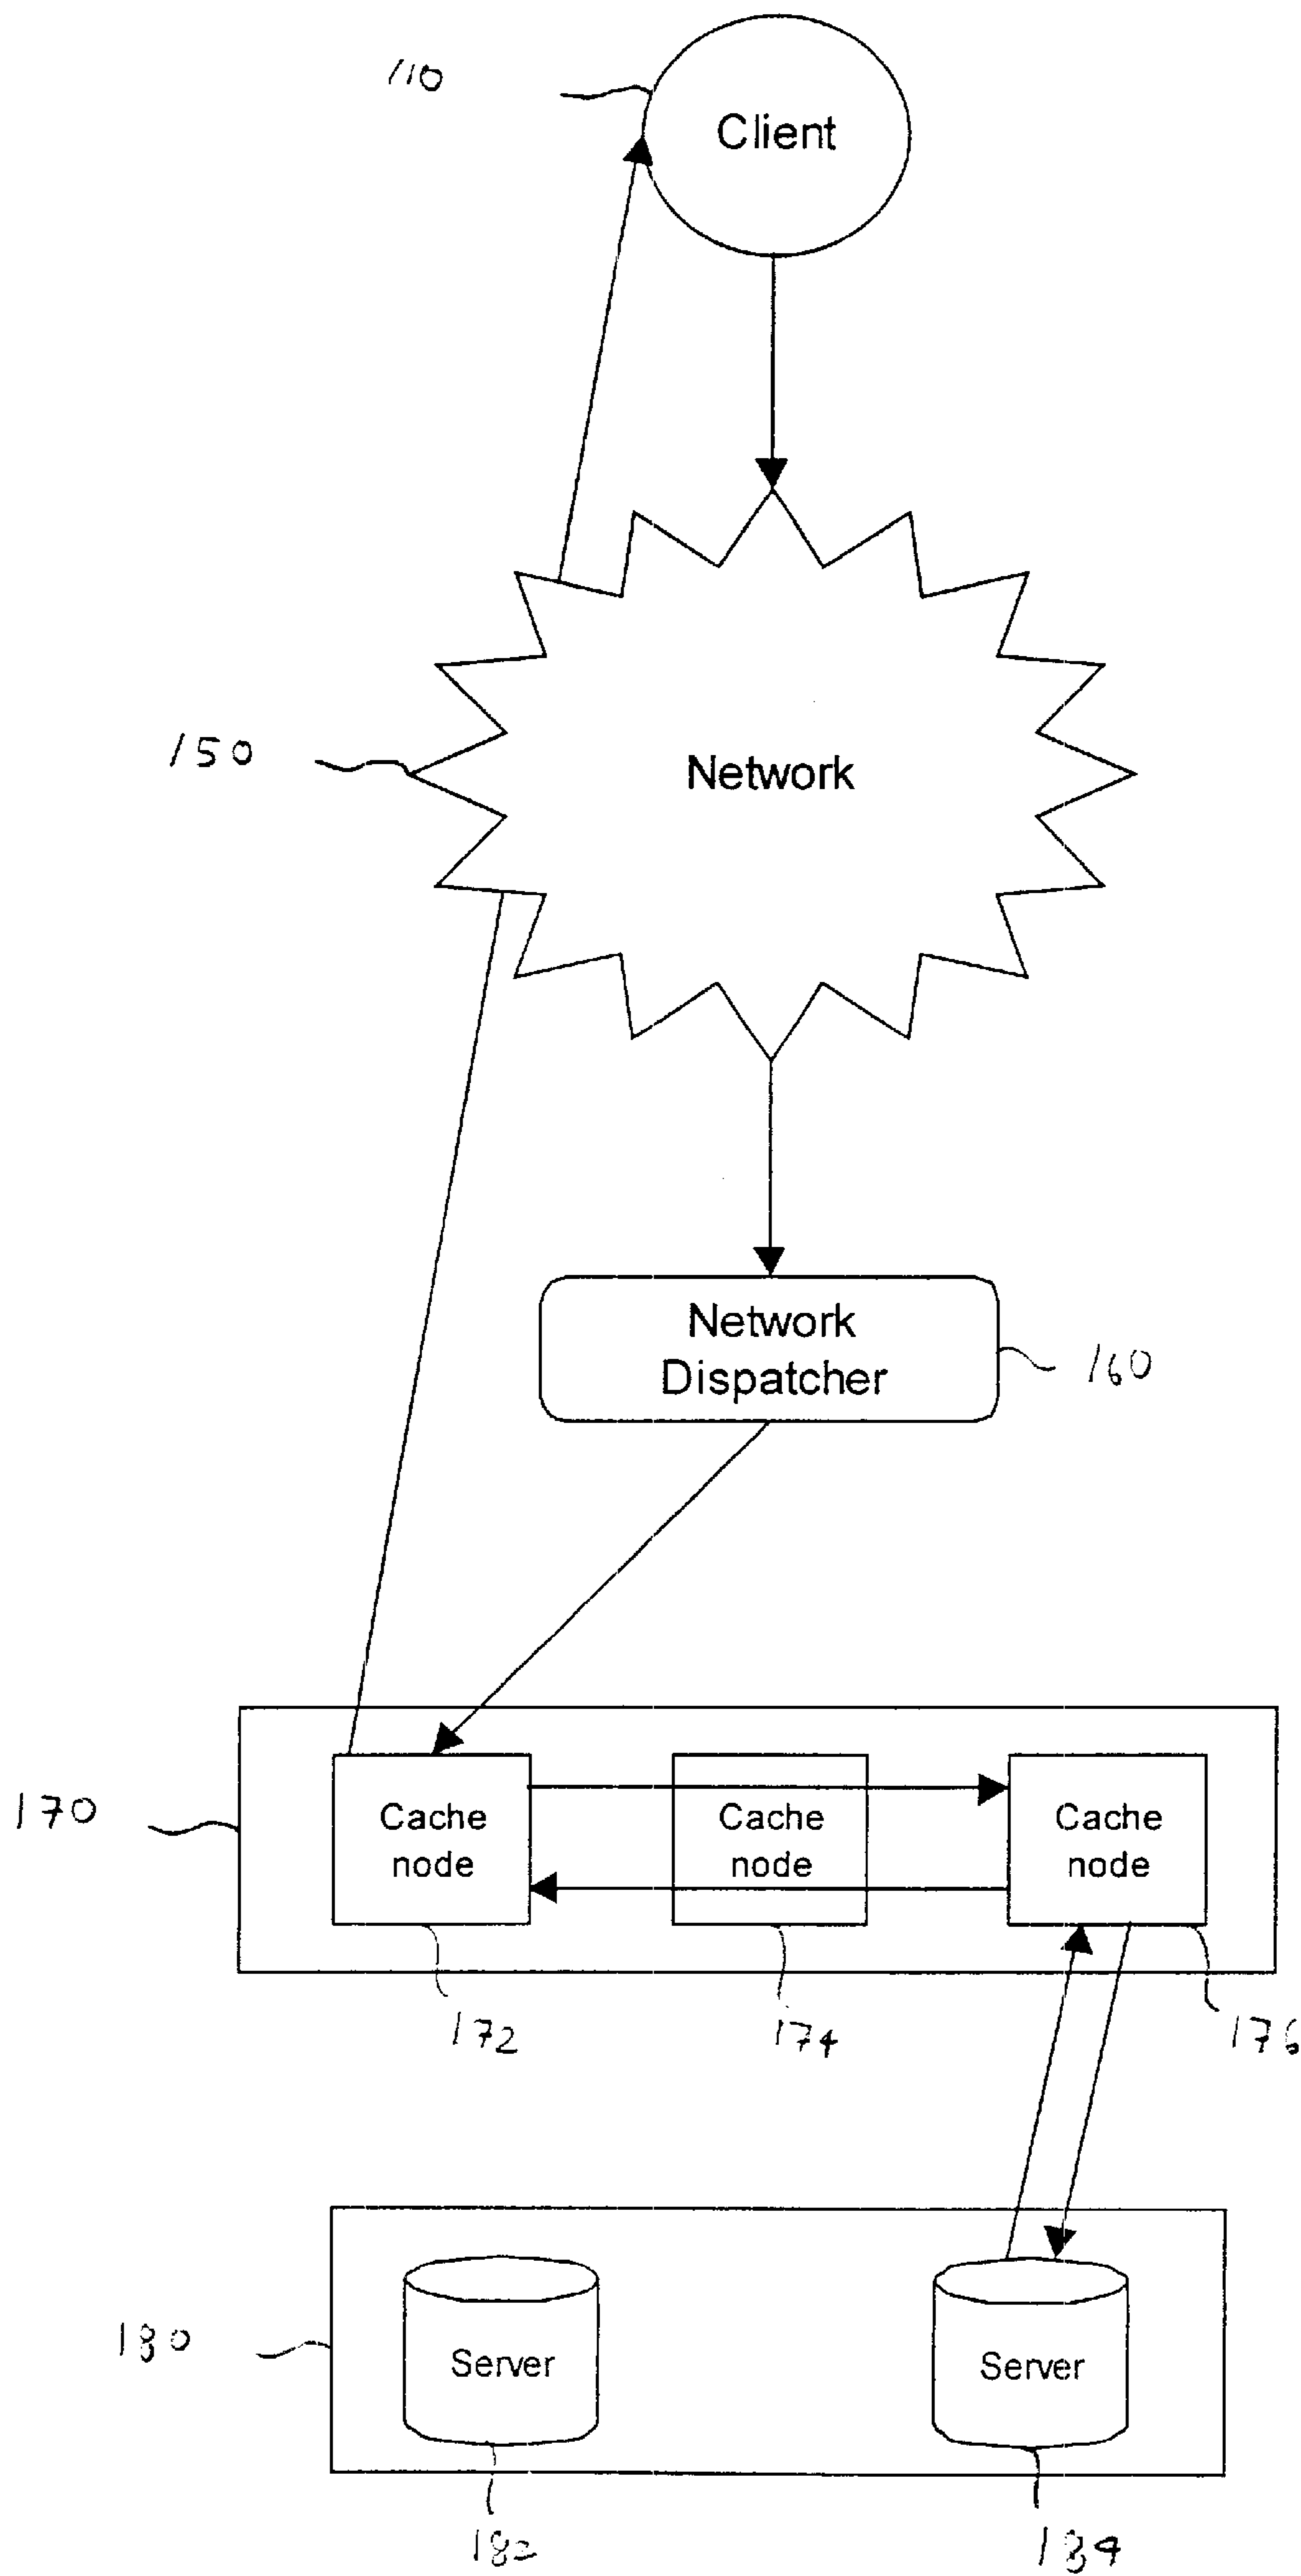 110
Client
150
Network
Network
Dispatcher
160
170
Cache
node
Cache
node
Cache
node
172
174
176
180
Server
Server
182
184